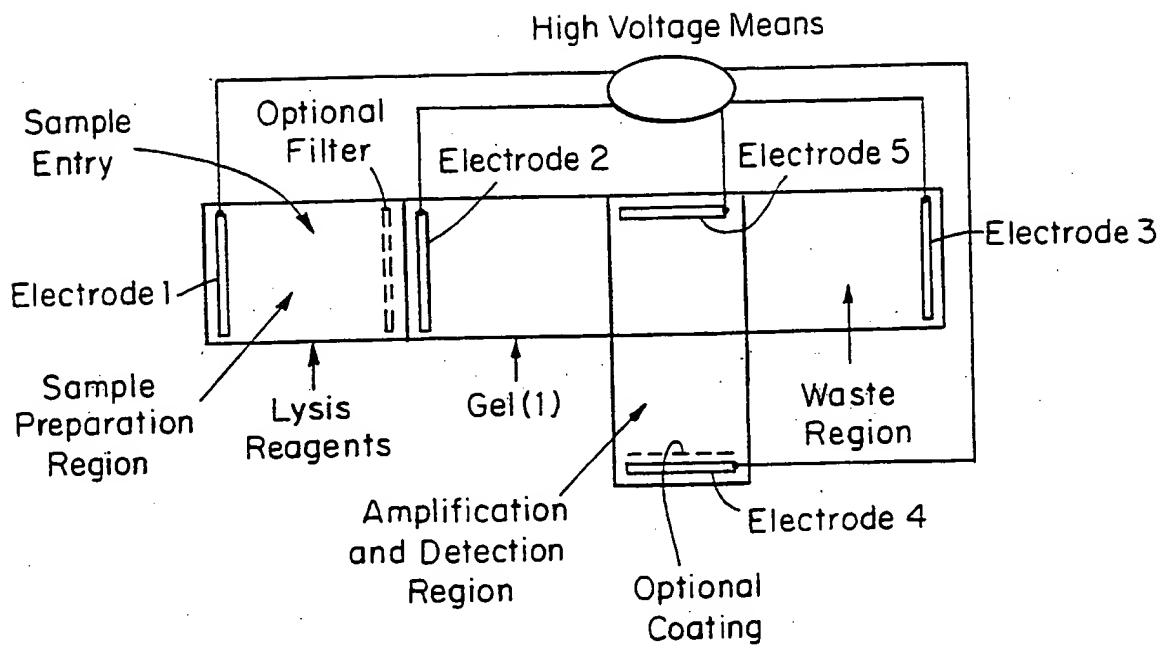 High Voltage Means
Sample
Entry
Optional
Filter
Electrode 2
Electrode 5
Electrode 3
Electrode 1
Sample
Preparation
Region
Lysis
Reagents
Gel (1)
Waste
Region
Amplification
and Detection
Region
Electrode 4
Optional
Coating